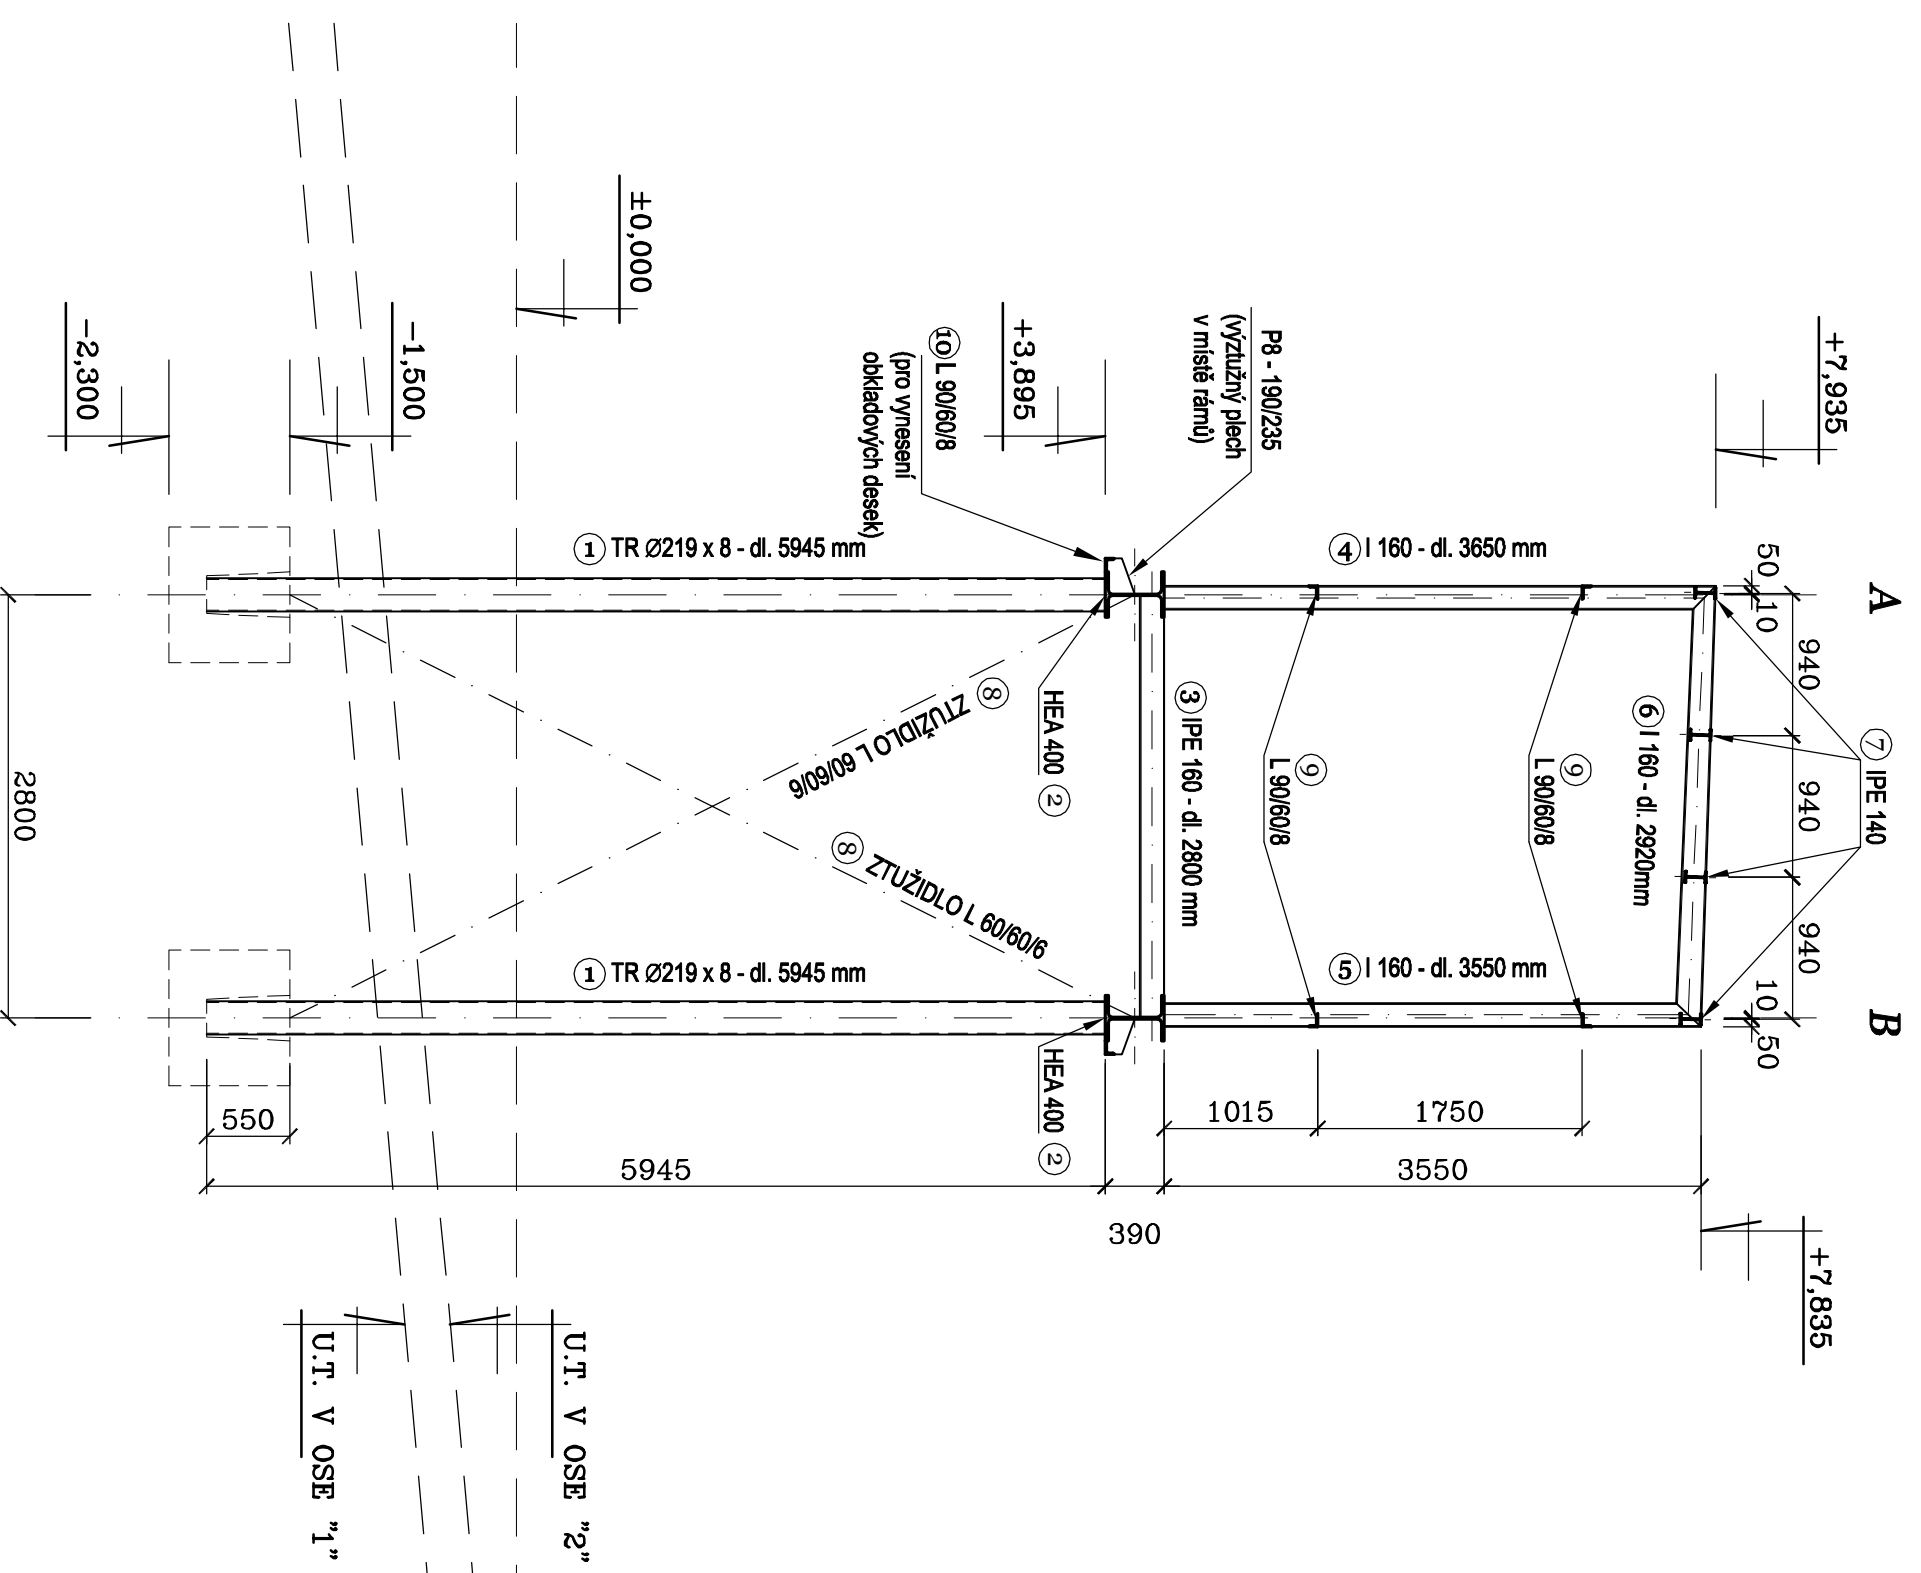 A
B
50
10
940
940
940
10
50
+7,935
+7,835
⑦ IPE 140
④ I 160 - dl. 3650 mm
⑥ I 160 - dl. 2920mm
⑤ I 160 - dl. 3550 mm
⑨
L 90/60/8
⑨
L 90/60/8
1750
1015
3550
P8 - 190/235
(výztužný plech
v místě rámů)
③ IPE 160 - dl. 2800 mm
+3,895
390
⑩ L 90/60/8
(pro vynesení
obkladových desek)
HEA 400 ②
HEA 400 ②
⑧ ZTUŽIDLO L 60/60/6
⑧ ZTUŽIDLO L 60/60/6
① TR Ø219 x 8 - dl. 5945 mm
① TR Ø219 x 8 - dl. 5945 mm
5945
±0,000
-1,500
-2,300
550
U.T. V OSE "2"
U.T. V OSE "1"
2800